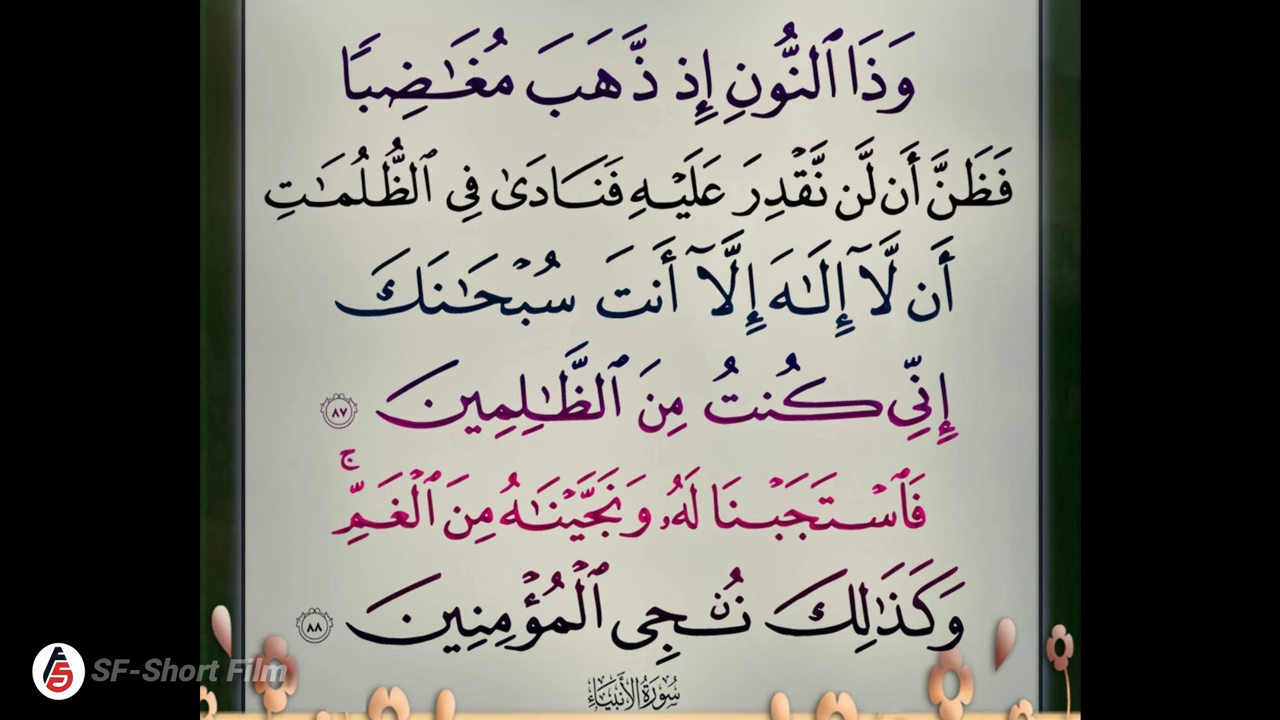 وَذَا ٱلنُّونِ إِذ ذَّهَبَ مُغَـٰضِبًا
فَظَنَّ أَن لَّن نَّقْدِرَ عَلَيْهِ فَنَادَىٰ فِى ٱلظُّلُمَـٰتِ
أَن لَّآ إِلَـٰهَ إِلَّآ أَنتَ سُبْحَـٰنَكَ
إِنِّى كُنتُ مِنَ ٱلظَّـٰلِمِينَ ٨٧
فَٱسْتَجَبْنَا لَهُۥ وَنَجَّيْنَـٰهُ مِنَ ٱلْغَمِّ ۚ
وَكَذَٰلِكَ نُـۨجِى ٱلْمُؤْمِنِينَ ٨٨
سُورَةُ الأَنْبِيَاءِ
SF-Short Film